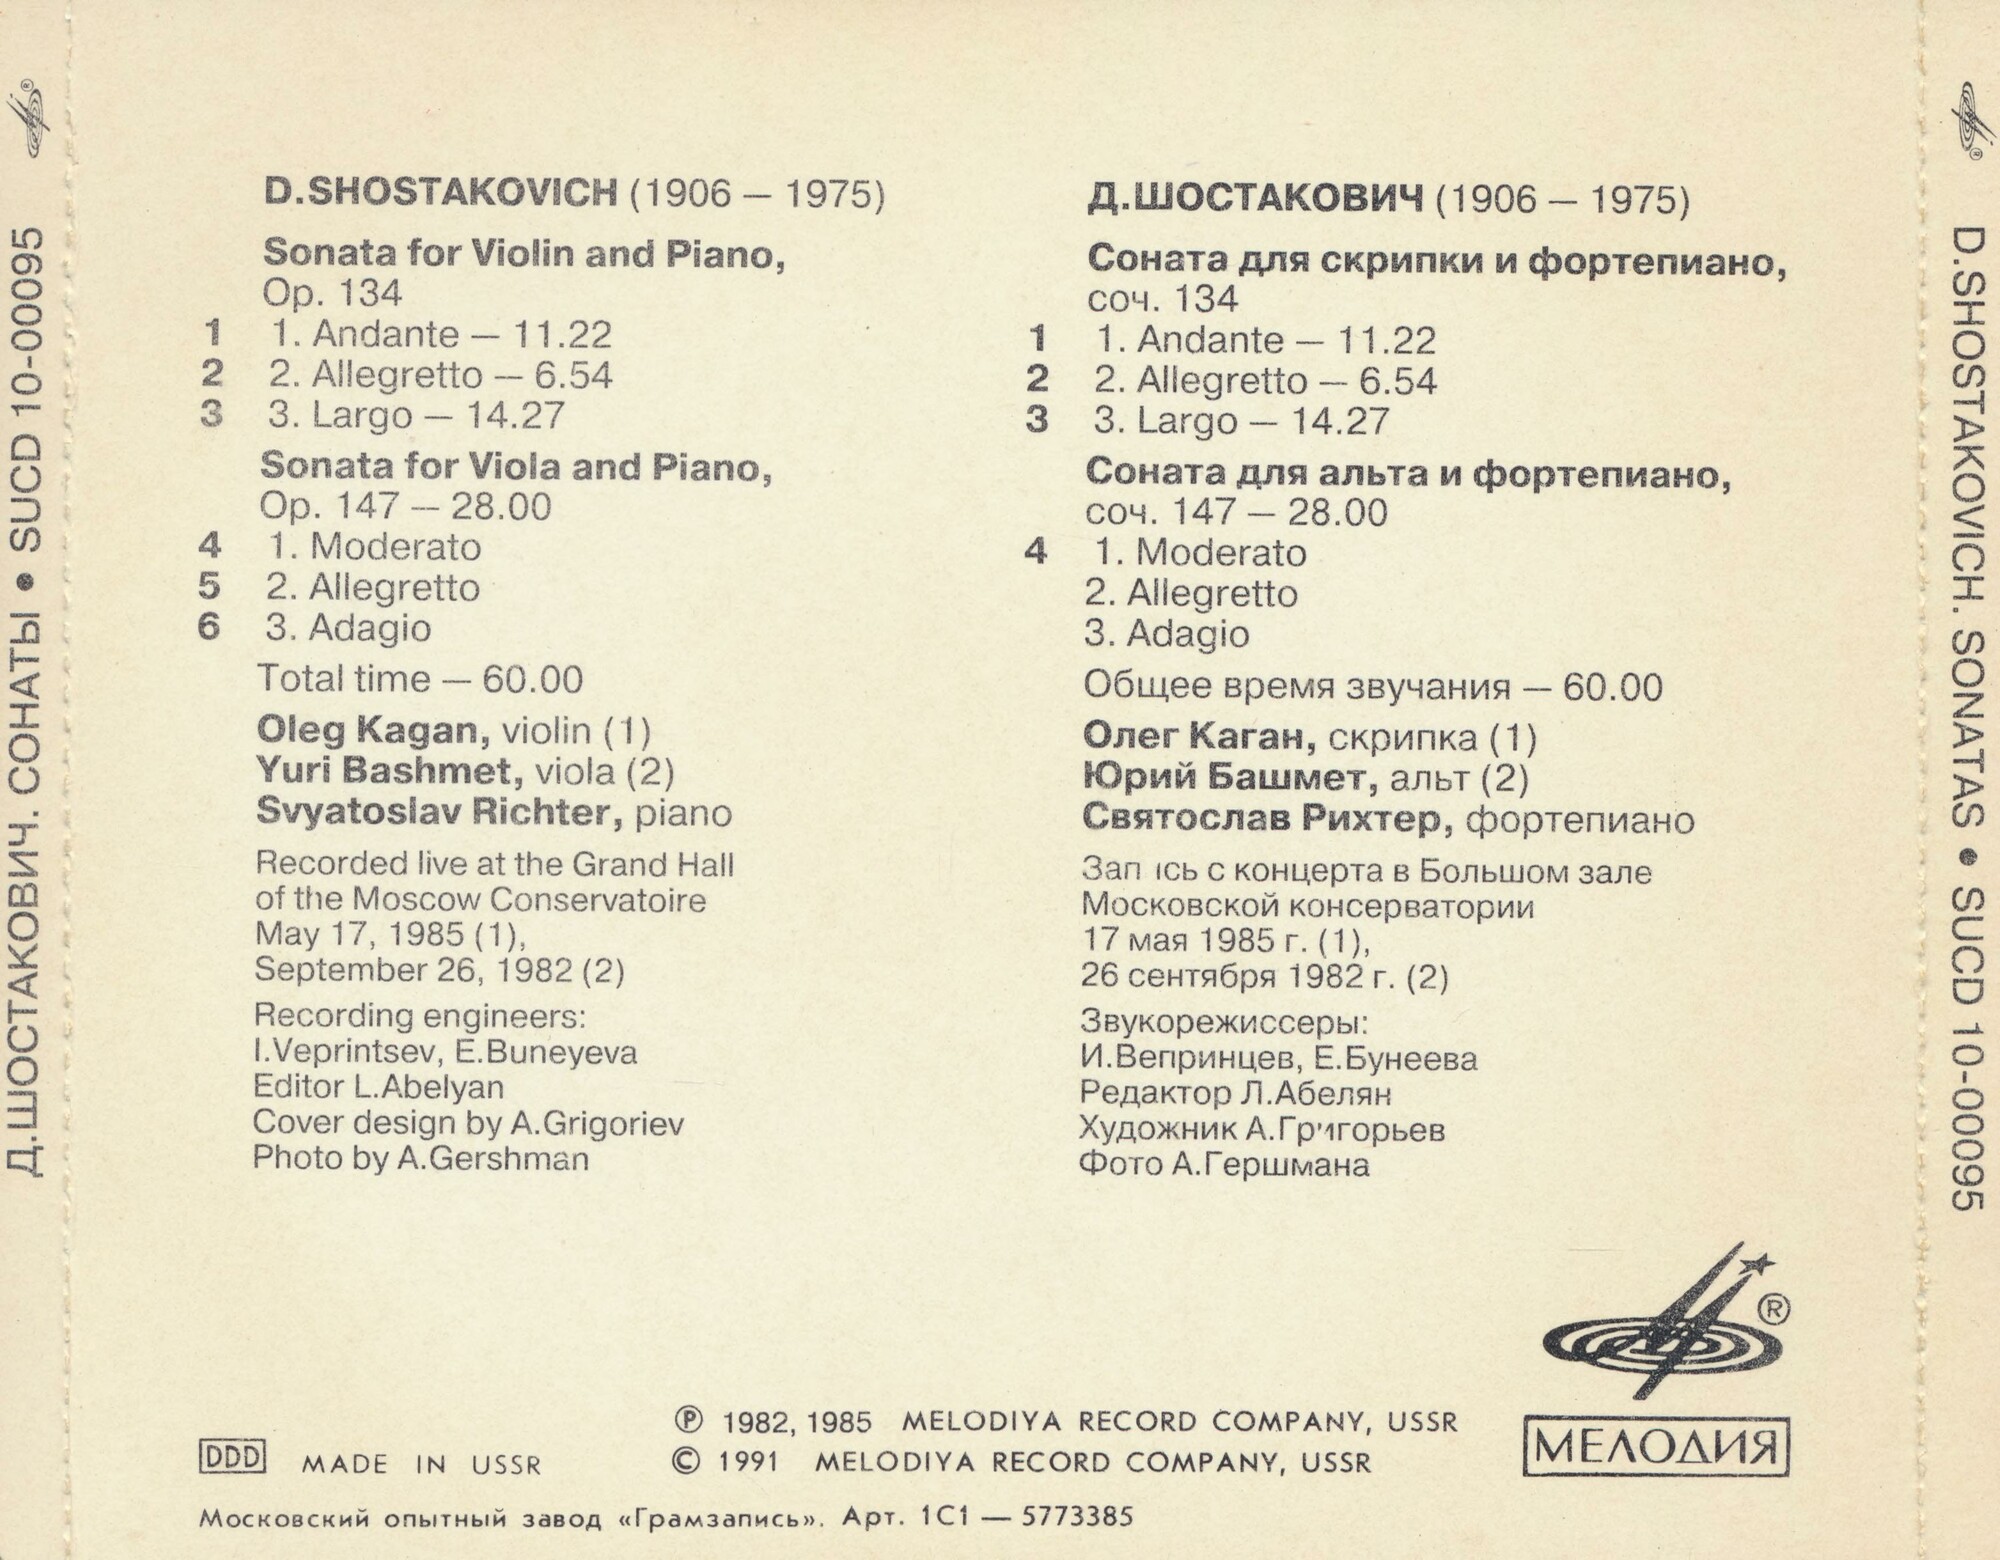 Д.ШОСТАКОВИЧ. СОНАТЫ • SUCD 10-00095
D.SHOSTAKOVICH (1906 – 1975)
Sonata for Violin and Piano,
Op. 134
1 1. Andante – 11.22
2 2. Allegretto – 6.54
3 3. Largo – 14.27
Sonata for Viola and Piano,
Op. 147 – 28.00
4 1. Moderato
5 2. Allegretto
6 3. Adagio
Total time – 60.00
Oleg Kagan, violin (1)
Yuri Bashmet, viola (2)
Svyatoslav Richter, piano
Recorded live at the Grand Hall
of the Moscow Conservatoire
May 17, 1985 (1),
September 26, 1982 (2)
Recording engineers:
I.Veprintsev, E.Buneyeva
Editor L.Abelyan
Cover design by A.Grigoriev
Photo by A.Gershman
Д.ШОСТАКОВИЧ (1906 – 1975)
Соната для скрипки и фортепиано,
соч. 134
1 1. Andante – 11.22
2 2. Allegretto – 6.54
3 3. Largo – 14.27
Соната для альта и фортепиано,
соч. 147 – 28.00
4 1. Moderato
2. Allegretto
3. Adagio
Общее время звучания – 60.00
Олег Каган, скрипка (1)
Юрий Башмет, альт (2)
Святослав Рихтер, фортепиано
Запись с концерта в Большом зале
Московской консерватории
17 мая 1985 г. (1),
26 сентября 1982 г. (2)
Звукорежиссеры:
И.Вепринцев, Е.Бунеева
Редактор Л.Абелян
Художник А.Григорьев
Фото А.Гершмана
®
МЕЛОДИЯ
℗ 1982, 1985 MELODIYA RECORD COMPANY, USSR
© 1991 MELODIYA RECORD COMPANY, USSR
DDD MADE IN USSR
Московский опытный завод «Грамзапись». Арт. 1С1 — 5773385
D.SHOSTAKOVICH. SONATAS • SUCD 10-00095